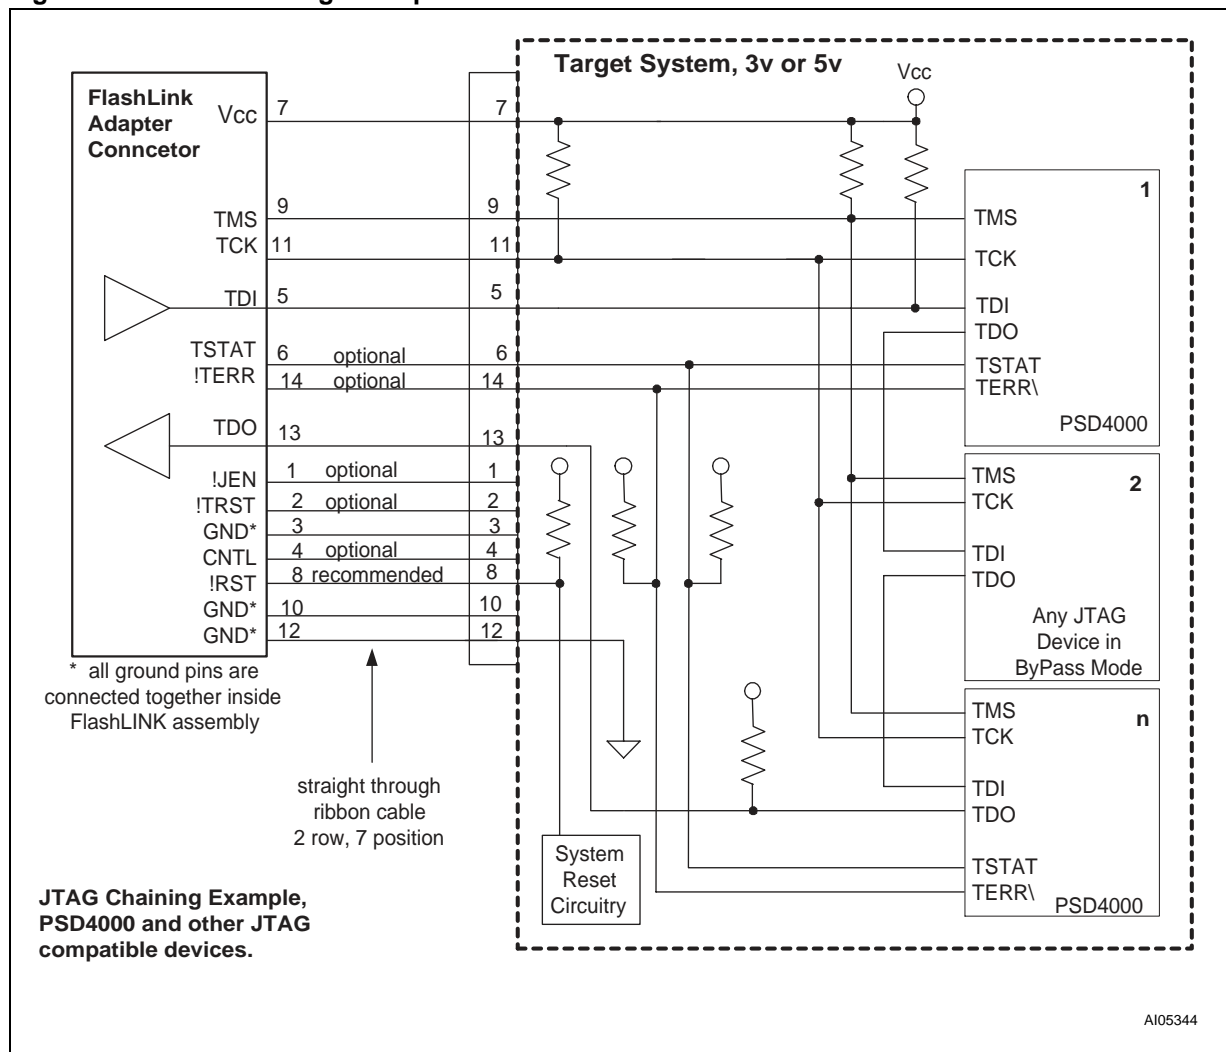 Target System, 3v or 5v
Vcc
FlashLink
Adapter
Conncetor
Vcc 7 7
TMS 9 9
TCK 11 11
TDI 5 5
TSTAT 6 optional 6
!TERR 14 optional 14
TDO 13 13
!JEN 1 optional 1
!TRST 2 optional 2
GND* 3 3
CNTL 4 optional 4
!RST 8 recommended 8
GND* 10 10
GND* 12 12
* all ground pins are
connected together inside
FlashLINK assembly
straight through
ribbon cable
2 row, 7 position
System
Reset
Circuitry
1
TMS
TCK
TDI
TDO
TSTAT
TERR\
PSD4000
2
TMS
TCK
TDI
TDO
Any JTAG
Device in
ByPass Mode
n
TMS
TCK
TDI
TDO
TSTAT
TERR\
PSD4000
JTAG Chaining Example,
PSD4000 and other JTAG
compatible devices.
AI05344